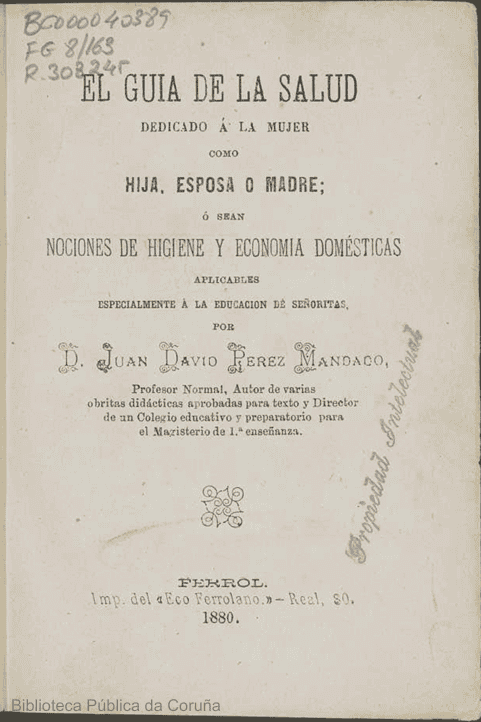 BC000040389
FG 8/163
R.308245
EL GUIA DE LA SALUD
DEDICADO Á LA MUJER
COMO
HIJA, ESPOSA O MADRE;
Ó SEAN
NOCIONES DE HIGIENE Y ECONOMIA DOMÉSTICAS
APLICABLES
ESPECIALMENTE Á LA EDUCACION DE SEÑORITAS,
POR
D. JUAN DAVID PEREZ MANDADO,
Profesor Normal, Autor de varias
obritas didácticas aprobadas para texto y Director
de un Colegio educativo y preparatorio para
el Magisterio de 1.ª enseñanza.
Propiedad Intelectual
FERROL.
Imp. del «Eco Ferrolano.»—Real, 80.
1880.
Biblioteca Pública da Coruña